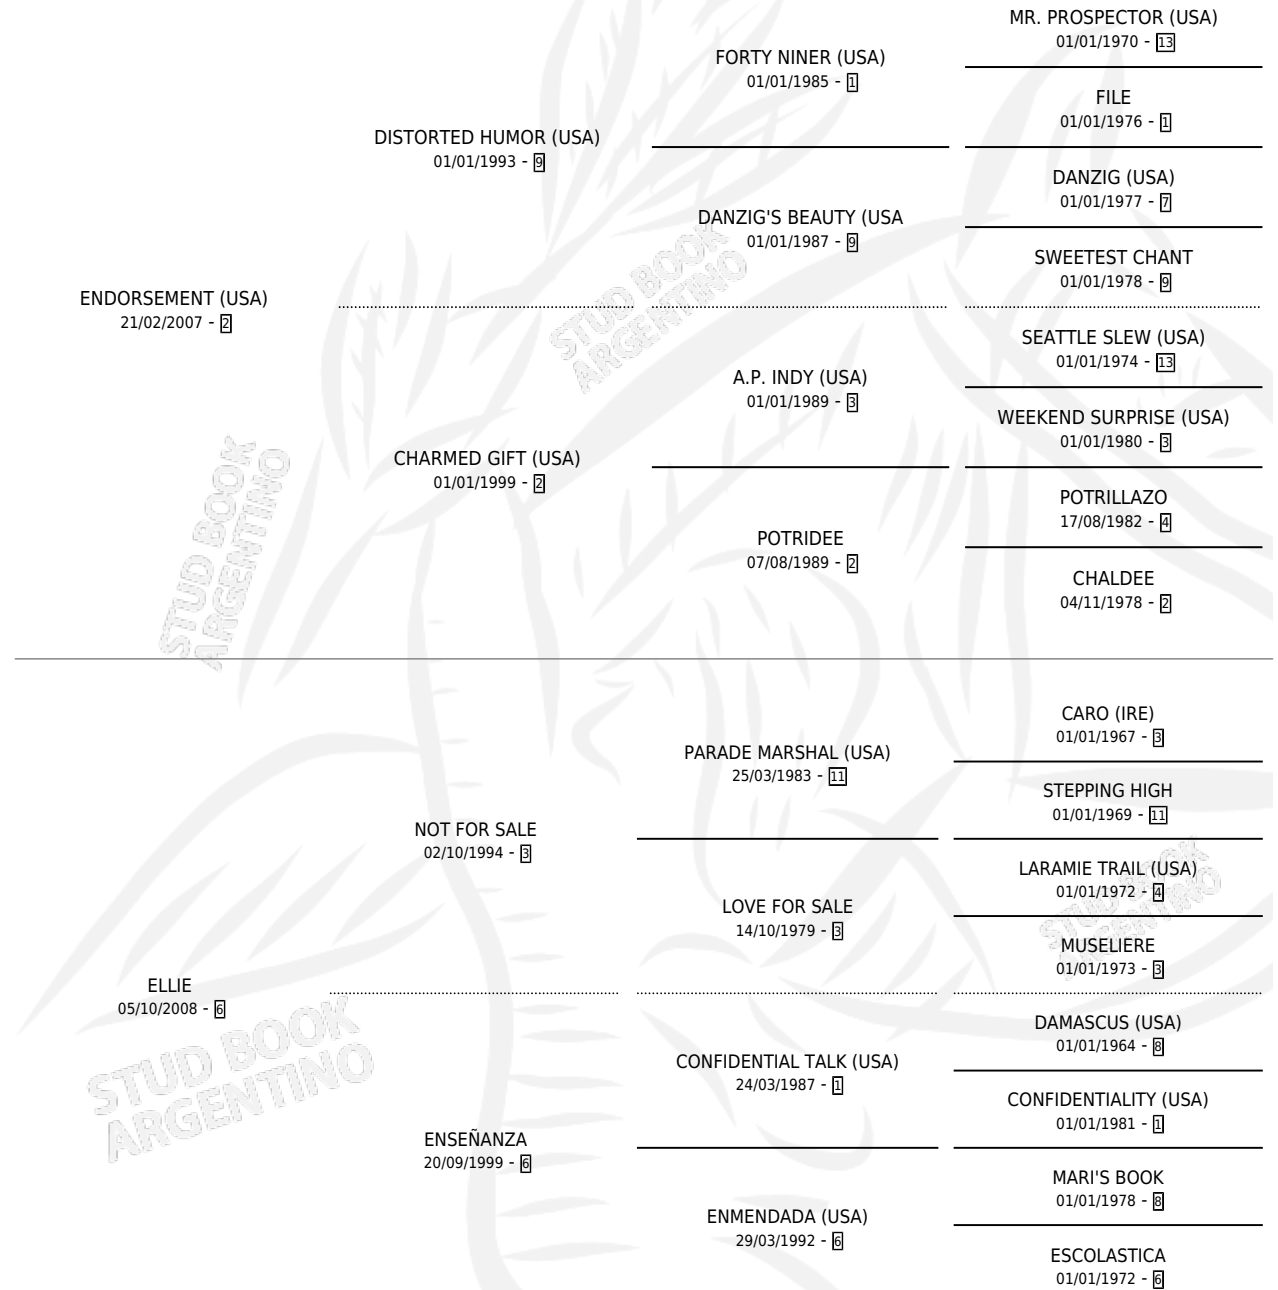 MR. PROSPECTOR (USA)
01/01/1970 - 13
FORTY NINER (USA)
01/01/1985 - 1
FILE
01/01/1976 - 1
DISTORTED HUMOR (USA)
01/01/1993 - 9
DANZIG (USA)
01/01/1977 - 7
DANZIG'S BEAUTY (USA
01/01/1987 - 9
SWEETEST CHANT
01/01/1978 - 9
ENDORSEMENT (USA)
21/02/2007 - 2
STUD BOOK
ARGENTINO
SEATTLE SLEW (USA)
01/01/1974 - 13
A.P. INDY (USA)
01/01/1989 - 3
WEEKEND SURPRISE (USA)
01/01/1980 - 3
CHARMED GIFT (USA)
01/01/1999 - 2
POTRILLAZO
17/08/1982 - 4
POTRIDEE
07/08/1989 - 2
CHALDEE
04/11/1978 - 2
STUD BOOK
ARGENTINO
CARO (IRE)
01/01/1967 - 3
PARADE MARSHAL (USA)
25/03/1983 - 11
STEPPING HIGH
01/01/1969 - 11
NOT FOR SALE
02/10/1994 - 3
LARAMIE TRAIL (USA)
01/01/1972 - 4
LOVE FOR SALE
14/10/1979 - 3
STUD BOOK
ARGENTINO
MUSELIERE
01/01/1973 - 3
ELLIE
05/10/2008 - 6
STUD BOOK
ARGENTINO
DAMASCUS (USA)
01/01/1964 - 8
CONFIDENTIAL TALK (USA)
24/03/1987 - 1
CONFIDENTIALITY (USA)
01/01/1981 - 1
ENSEÑANZA
20/09/1999 - 6
MARI'S BOOK
01/01/1978 - 8
ENMENDADA (USA)
29/03/1992 - 6
ESCOLASTICA
01/01/1972 - 6